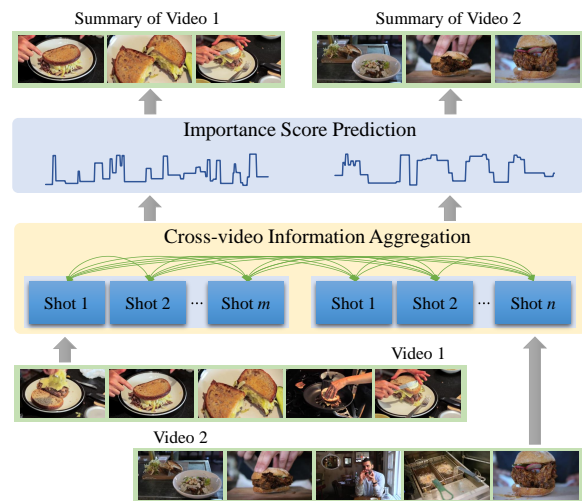 Summary of Video 1 Summary of Video 2
Importance Score Prediction
Cross-video Information Aggregation
Shot 1 Shot 2 ... Shot m Shot 1 Shot 2 ... Shot n
Video 1
Video 2